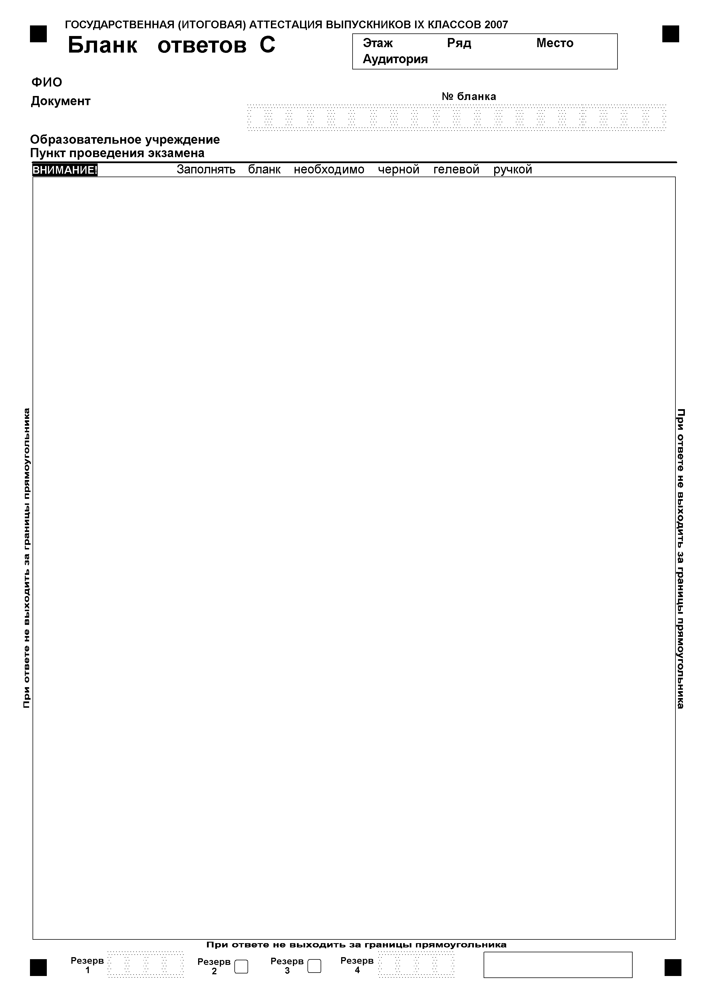 ГОСУДАРСТВЕННАЯ (ИТОГОВАЯ) АТТЕСТАЦИЯ ВЫПУСКНИКОВ IX КЛАССОВ 2007
Бланк ответов С
Этаж Ряд Место
Аудитория
ФИО
Документ
№ бланка
Образовательное учреждение
Пункт проведения экзамена
ВНИМАНИЕ! Заполнять бланк необходимо черной гелевой ручкой
При ответе не выходить за границы прямоугольника
При ответе не выходить за границы прямоугольника
При ответе не выходить за границы прямоугольника
Резерв 1
Резерв 2
Резерв 3
Резерв 4